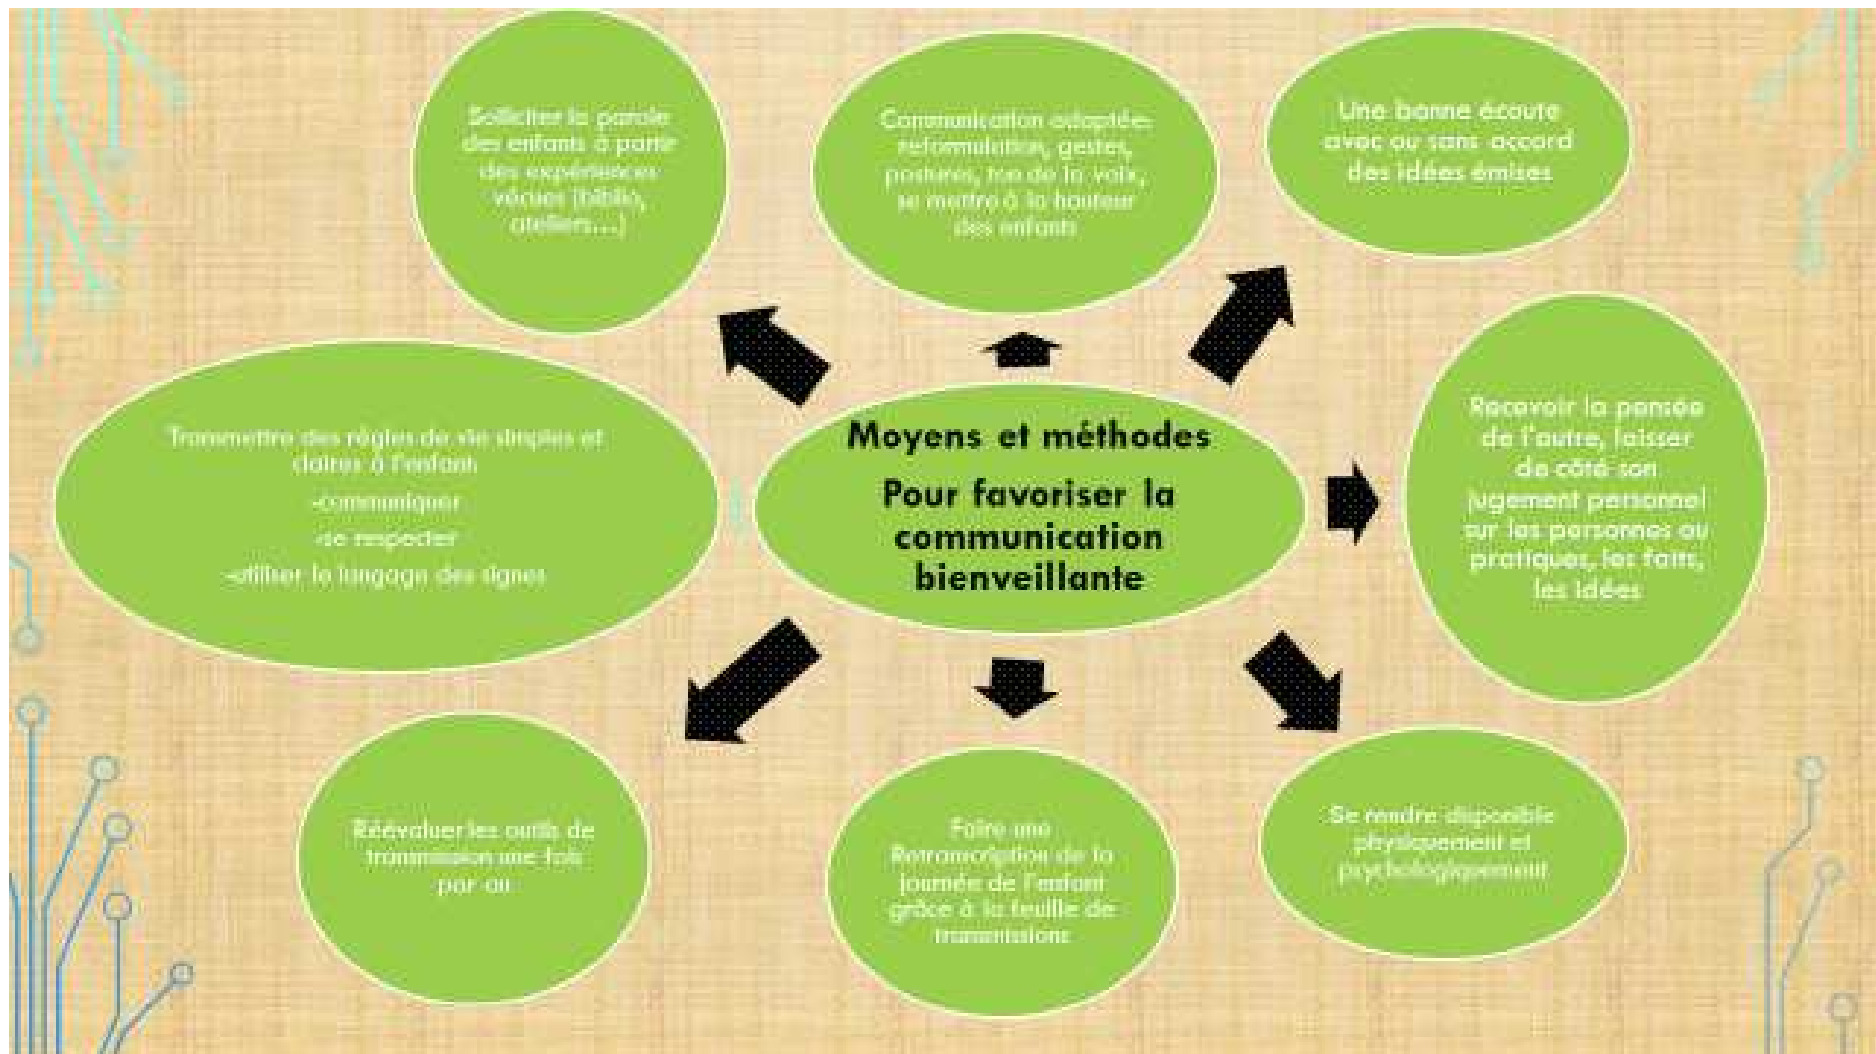 Solliciter la parole
des enfants à partir
des expériences
vécues (biblio,
ateliers...)
Communication adaptée:
reformulation, gestes,
postures, ton de la voix,
se mettre à la hauteur
des enfants
Une bonne écoute
avec ou sans accord
des idées émises
Transmettre des règles de vie simples et
claires à l'enfant:
-communiquer
-se respecter
-utiliser le langage des signes
Moyens et méthodes
Pour favoriser la
communication
bienveillante
Recevoir la pensée
de l'autre, laisser
de côté son
jugement personnel
sur les personnes ou
pratiques, les faits,
les idées
Réévaluer les outils de
transmission une fois
par an
Faire une
Retranscription de la
journée de l'enfant
grâce à la feuille de
transmissions
Se rendre disponible
physiquement et
psychologiquement